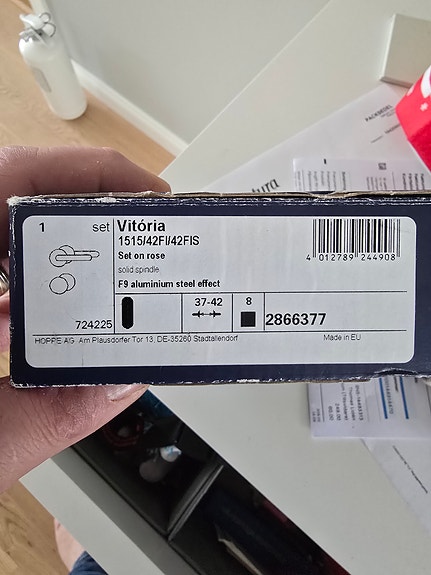 PACKSEDEL
1 set
Vitória
1515/42FI/42FIS
Set on rose
solid spindle
F9 aluminium steel effect
4 012789 244908
724225
37-42
8
2866377
HOPPE AG Am Plausdorfer Tor 13, DE-35260 Stadtallendorf
Made in EU